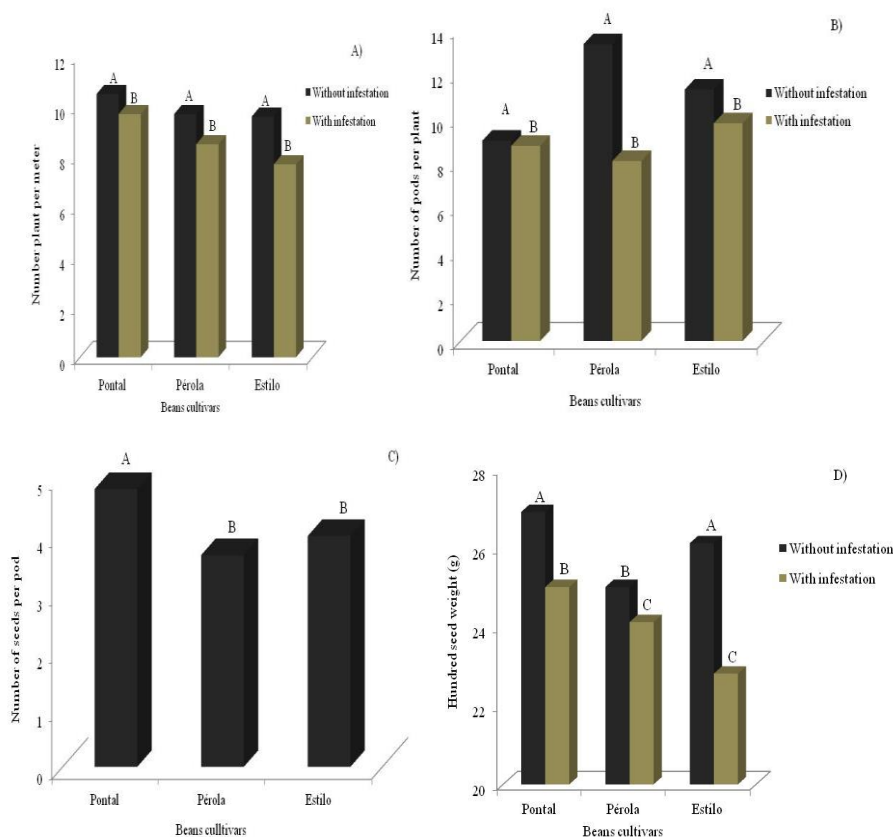 A)
Number plant per meter
12
10
8
6
4
2
0
A
B
A
B
A
B
Without infestation
With infestation
Pontal
Pérola
Estilo
Beans cultivars
B)
Number of pods per plant
14
12
10
8
6
4
2
0
A
B
A
B
A
B
Without infestation
With infestation
Pontal
Pérola
Estilo
Beans cultivars
C)
Number of seeds per pod
5
4
3
2
1
0
A
B
B
Pontal
Pérola
Estilo
Beans culltivars
D)
Hundred seed weight (g)
28
26
24
22
20
A
B
B
C
A
C
Without infestation
With infestation
Pontal
Pérola
Estilo
Beans cultivars